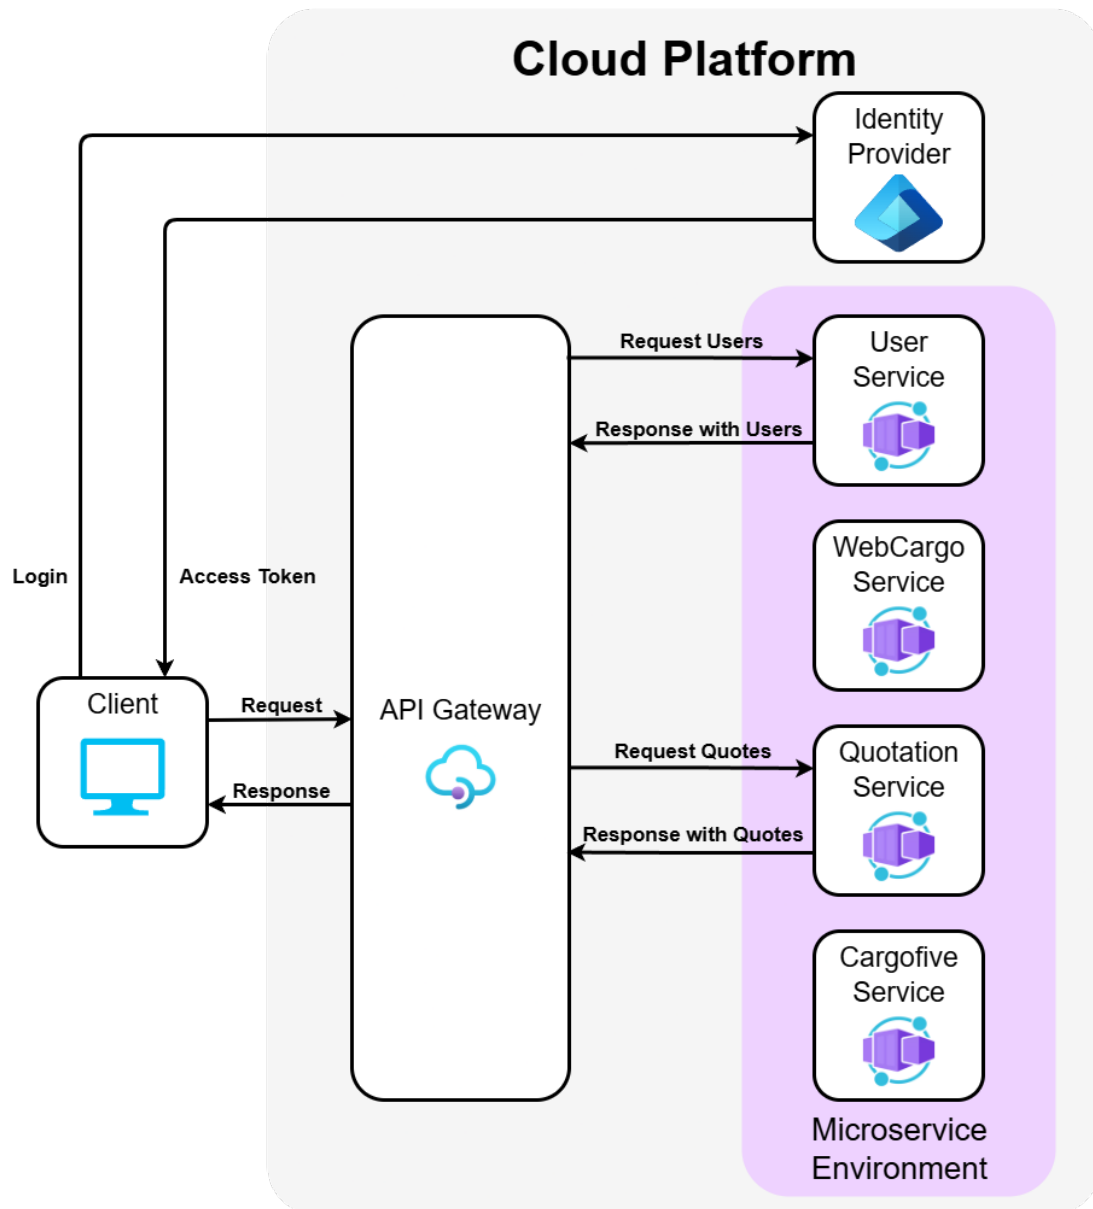 Cloud Platform
Identity
Provider
Request Users
User
Service
Response with Users
WebCargo
Service
Login
Access Token
Client
Request
API Gateway
Response
Request Quotes
Quotation
Service
Response with Quotes
Cargofive
Service
Microservice
Environment